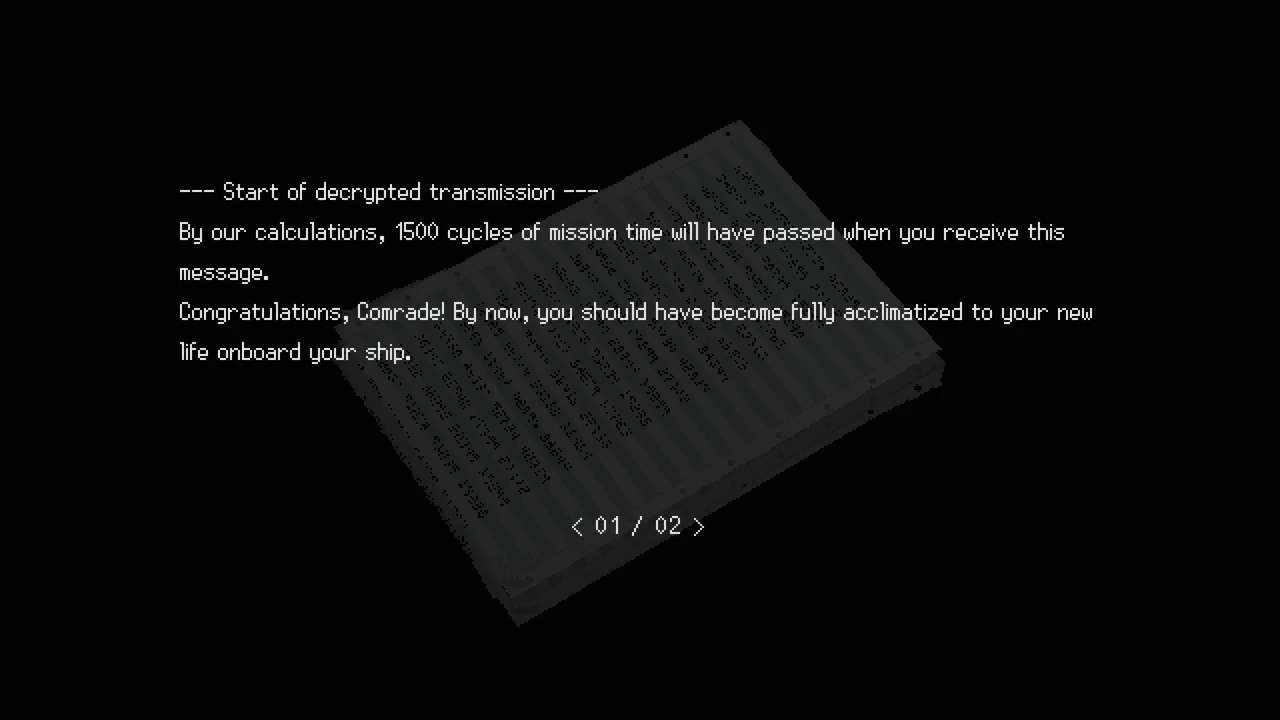 --- Start of decrypted transmission ---
By our calculations, 1500 cycles of mission time will have passed when you receive this
message.
Congratulations, Comrade! By now, you should have become fully acclimatized to your new
life onboard your ship.
< 01 / 02 >